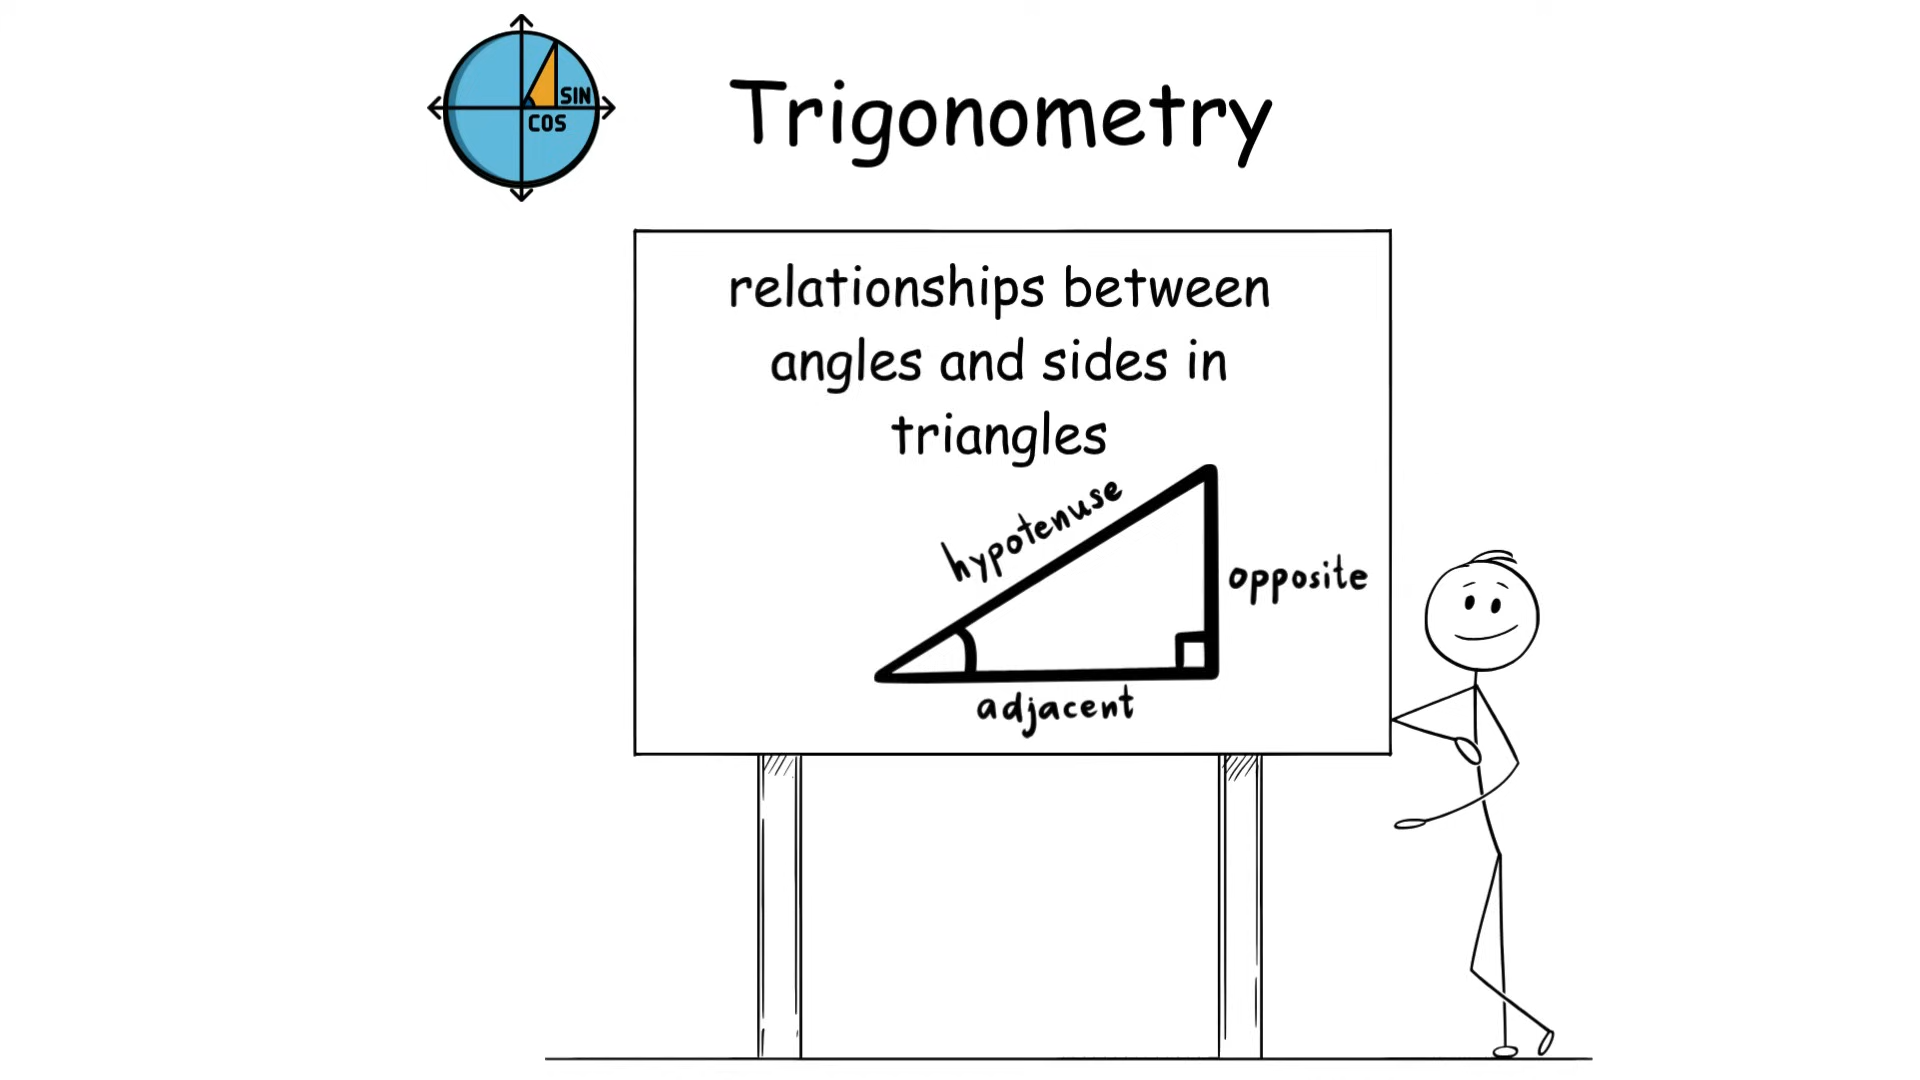 SIN
COS
Trigonometry
relationships between
angles and sides in
triangles
hypotenuse
opposite
adjacent